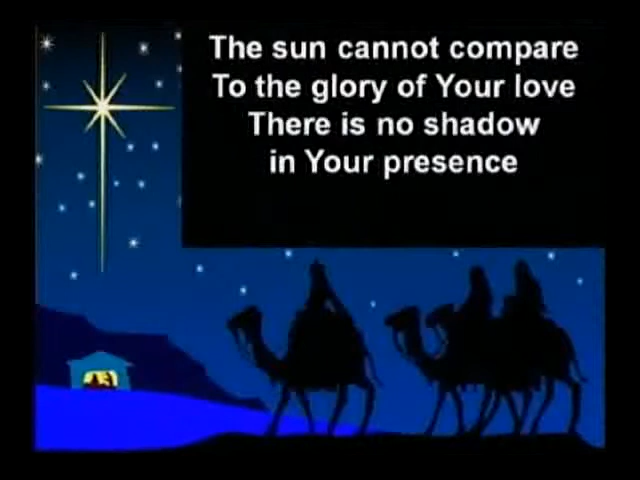 The sun cannot compare
To the glory of Your love
There is no shadow
in Your presence